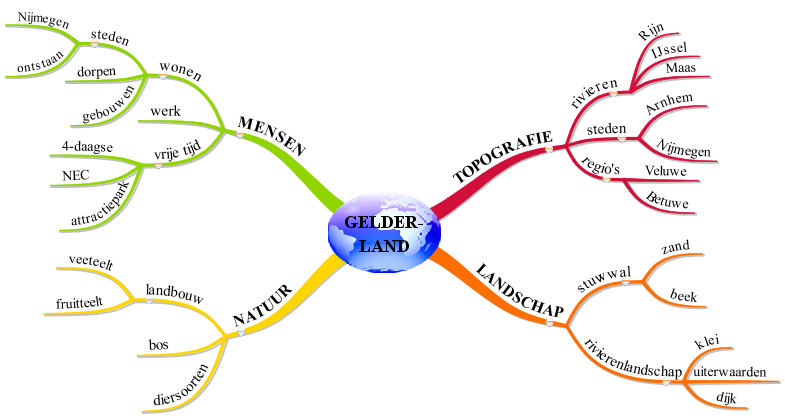 GELDER-
LAND
MENSEN
wonen
steden
Nijmegen
ontstaan
dorpen
gebouwen
werk
vrije tijd
4-daagse
NEC
attractiepark
TOPOGRAFIE
rivieren
Rijn
IJssel
Maas
steden
Arnhem
Nijmegen
regio's
Veluwe
Betuwe
NATUUR
landbouw
veeteelt
fruitteelt
bos
diersoorten
LANDSCHAP
stuwwal
zand
beek
rivierenlandschap
klei
uiterwaarden
dijk